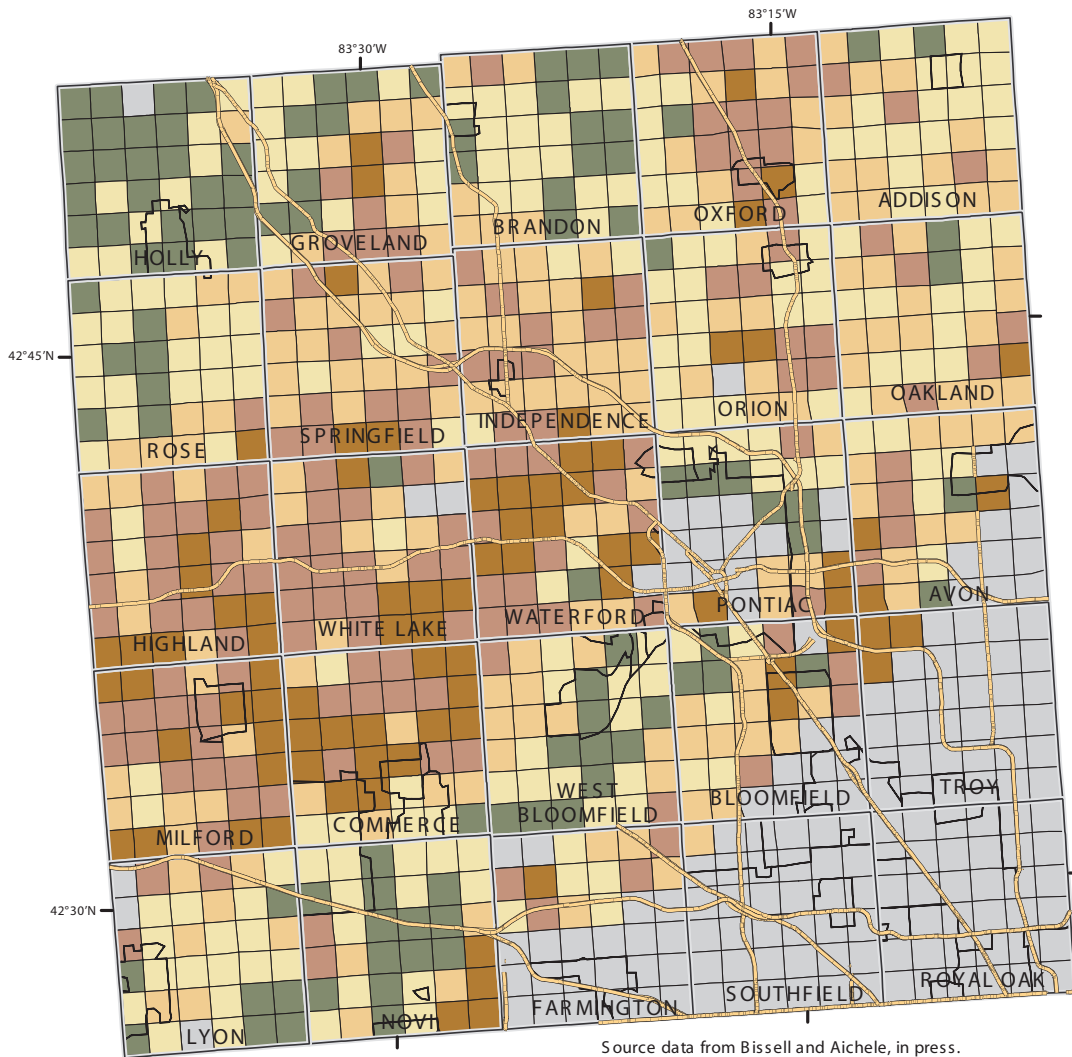 83°15'W
83°30'W
ADDISON
OXFORD
BRANDON
GROVELAND
HOLLY
42°45'N
OAKLAND
ORION
INDEPENDENCE
SPRINGFIELD
ROSE
AVON
PONTIAC
WATERFORD
WHITE LAKE
HIGHLAND
TROY
BLOOMFIELD
WEST
BLOOMFIELD
COMMERCE
MILFORD
42°30'N
ROYAL OAK
SOUTHFIELD
FARMINGTON
NOVI
LYON
Source data from Bissell and Aichele, in press.